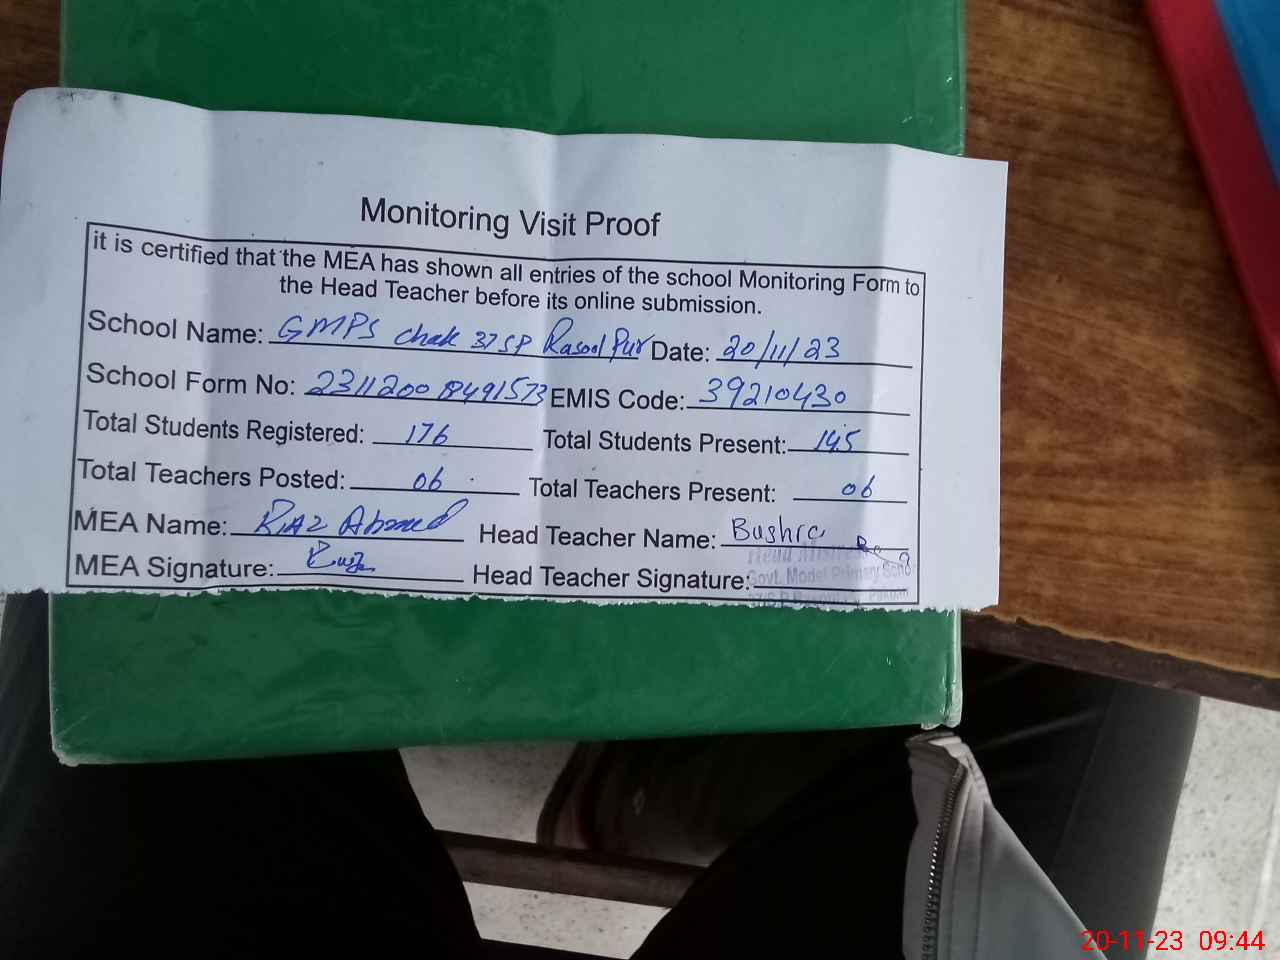 Monitoring Visit Proof
it is certified that the MEA has shown all entries of the school Monitoring Form to
the Head Teacher before its online submission.
School Name: GMPS Chak 37 SP Rasool Pur Date: 20/11/23
School Form No: 231120018491573 EMIS Code: 39210430
Total Students Registered: 176 Total Students Present: 145
Total Teachers Posted: 06 Total Teachers Present: 06
MEA Name: Riaz Ahmed Head Teacher Name: Bushra
MEA Signature: Head Teacher Signature:
Head Mistress
Govt. Model Primary School
20-11-23 09:44